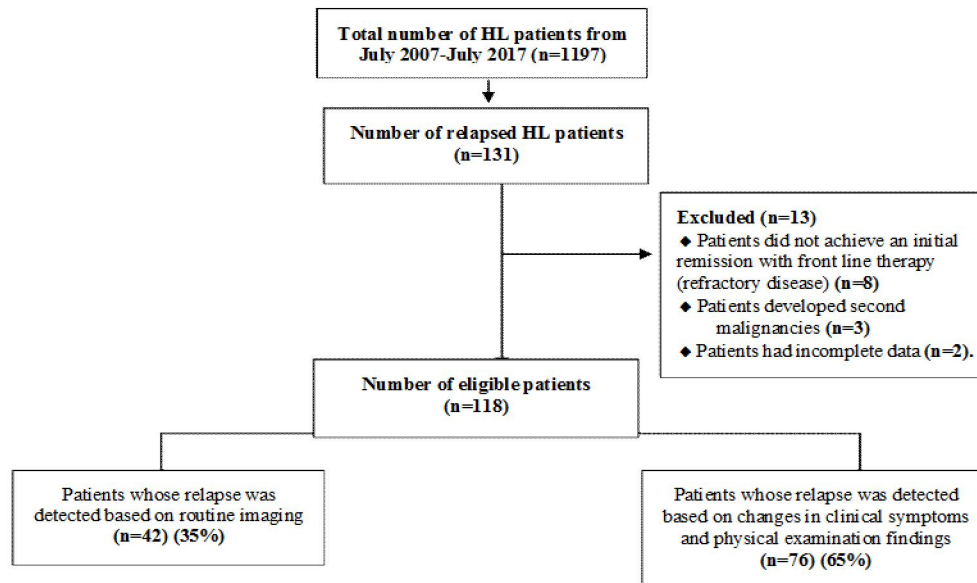 Total number of HL patients from
July 2007-July 2017 (n=1197)
Number of relapsed HL patients
(n=131)
Excluded (n=13)
◆ Patients did not achieve an initial
remission with front line therapy
(refractory disease) (n=8)
◆ Patients developed second
malignancies (n=3)
◆ Patients had incomplete data (n=2).
Number of eligible patients
(n=118)
Patients whose relapse was
detected based on routine imaging
(n=42) (35%)
Patients whose relapse was detected
based on changes in clinical symptoms
and physical examination findings
(n=76) (65%)